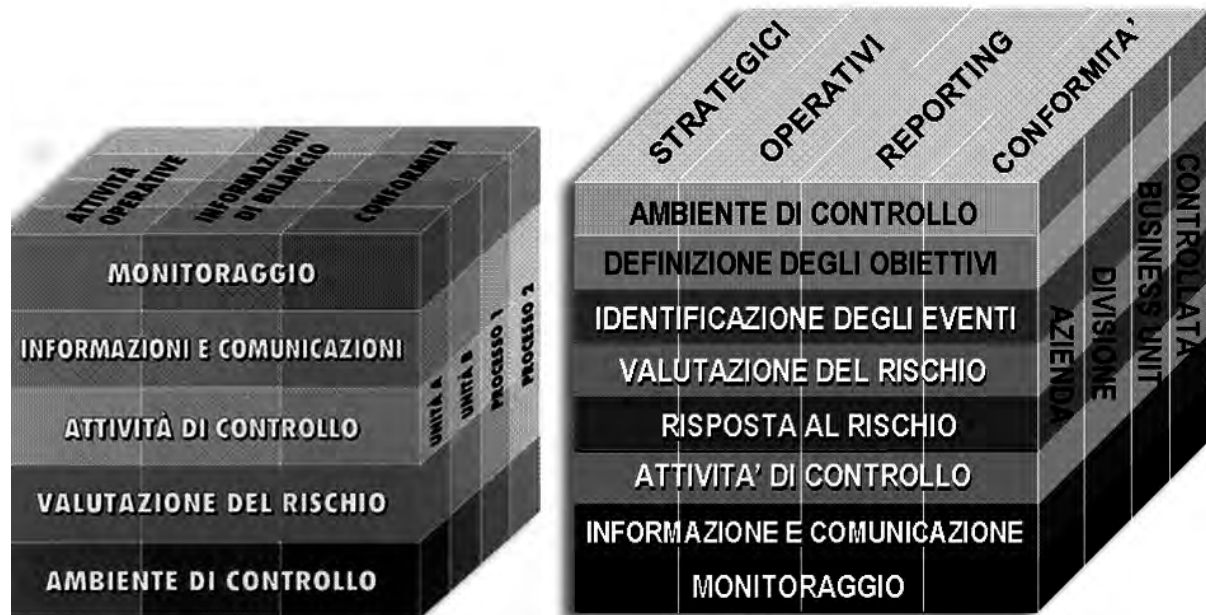 ATTIVITÀ
OPERATIVE
INFORMAZIONI
DI BILANCIO
CONFORMITÀ
MONITORAGGIO
INFORMAZIONI E COMUNICAZIONI
ATTIVITÀ DI CONTROLLO
VALUTAZIONE DEL RISCHIO
AMBIENTE DI CONTROLLO
UNITÀ A
UNITÀ B
PROCESSO 1
PROCESSO 2
STRATEGICI
OPERATIVI
REPORTING
CONFORMITA'
AMBIENTE DI CONTROLLO
DEFINIZIONE DEGLI OBIETTIVI
IDENTIFICAZIONE DEGLI EVENTI
VALUTAZIONE DEL RISCHIO
RISPOSTA AL RISCHIO
ATTIVITA' DI CONTROLLO
INFORMAZIONE E COMUNICAZIONE
MONITORAGGIO
AZIENDA
DIVISIONE
BUSINESS UNIT
CONTROLLATA